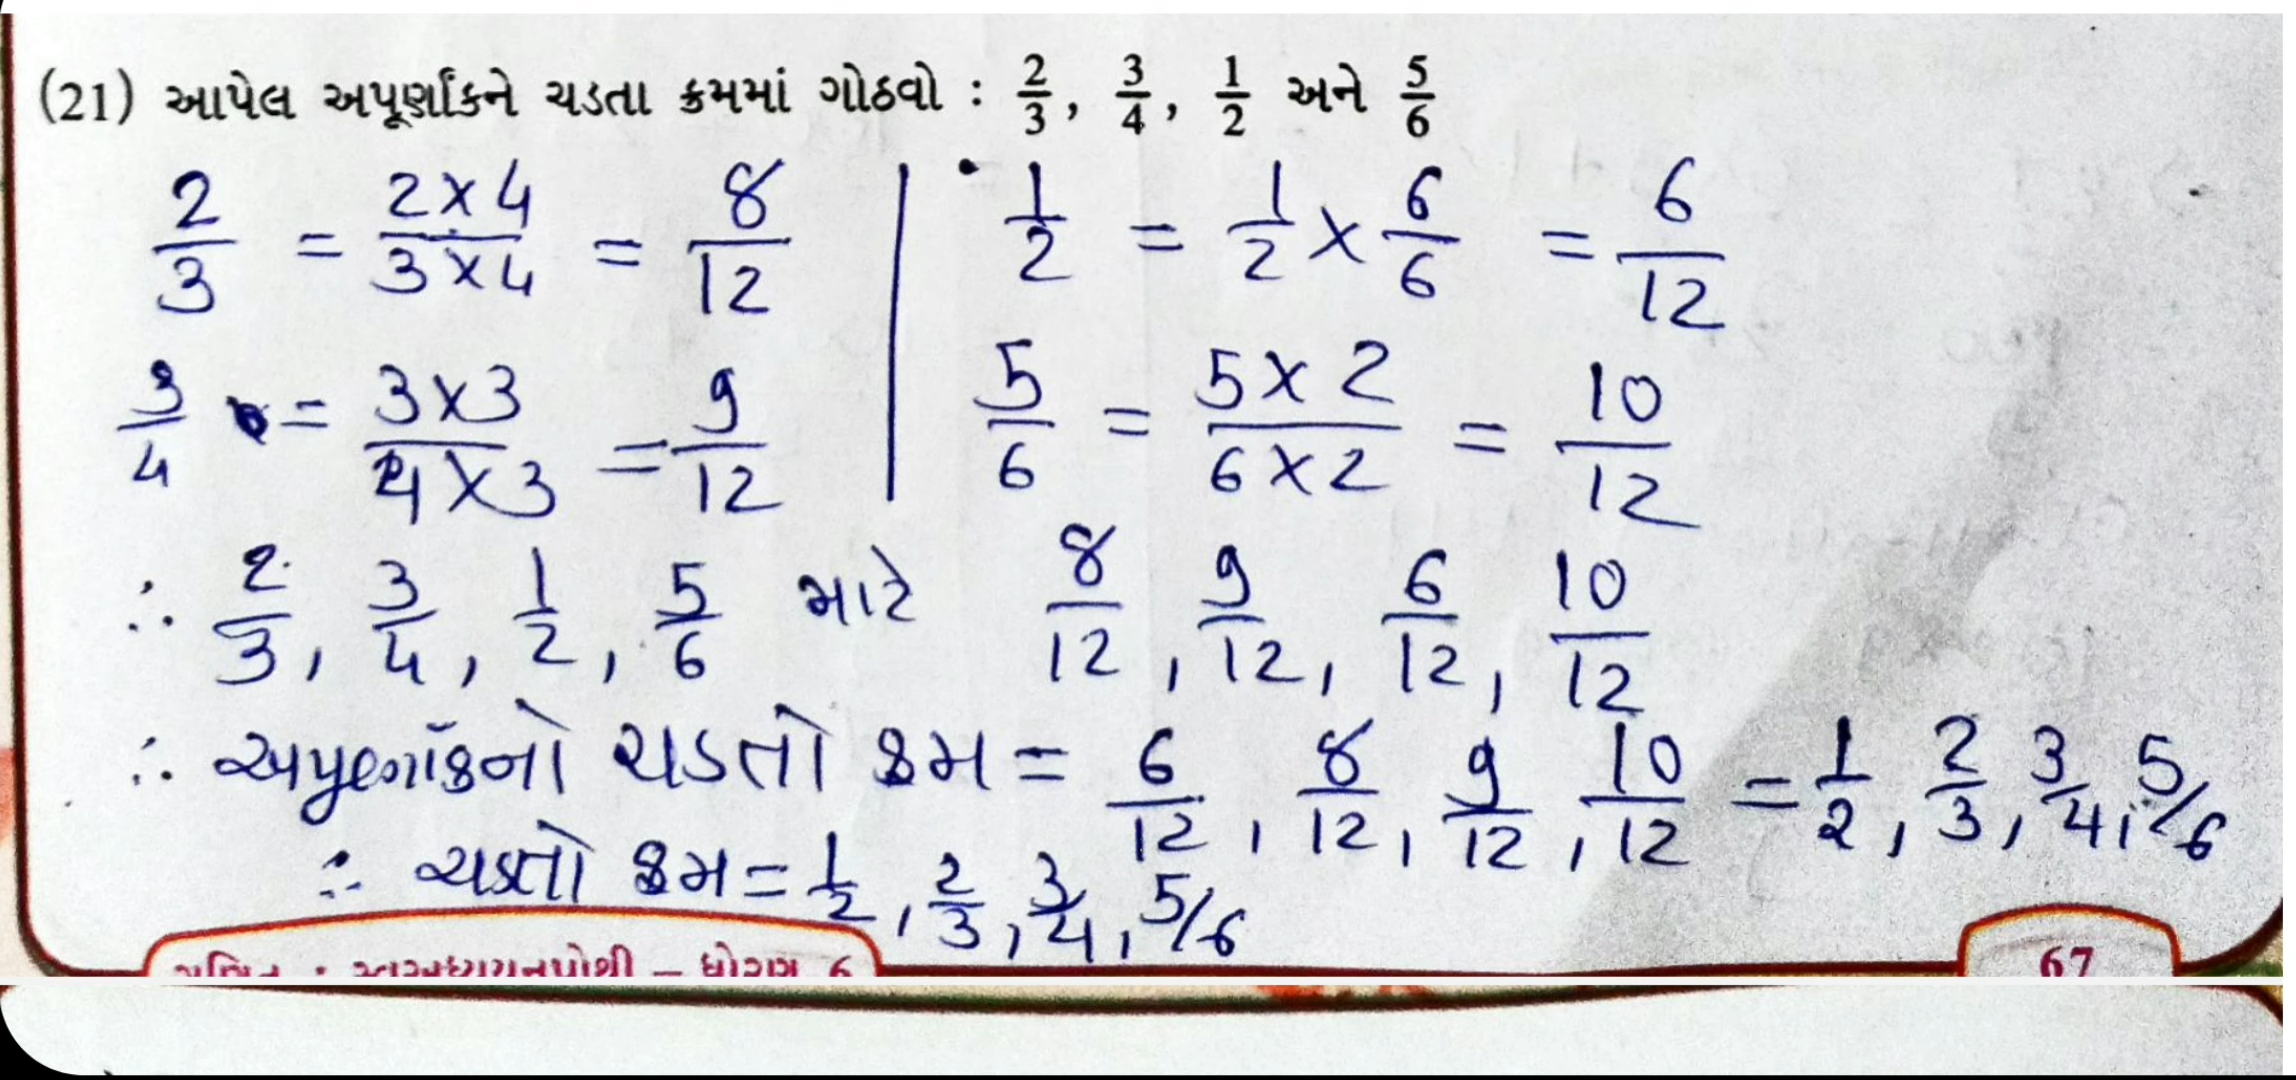 (21) આપેલ અપૂર્ણાંકને ચડતા ક્રમમાં ગોઠવો : 2/3, 3/4, 1/2 અને 5/6
2/3 = 2×4/3×4 = 8/12
3/4 = 3×3/4×3 = 9/12
1/2 = 1/2 × 6/6 = 6/12
5/6 = 5×2/6×2 = 10/12
∴ 2/3, 3/4, 1/2, 5/6 માટે 8/12, 9/12, 6/12, 10/12
∴ અપુર્ણાંકનો ચડતો ક્રમ = 6/12, 8/12, 9/12, 10/12 = 1/2, 2/3, 3/4, 5/6
∴ ચડતો ક્રમ = 1/2, 2/3, 3/4, 5/6
ગણિત : સ્વઅધ્યયનપોથી – ધોરણ 6
67